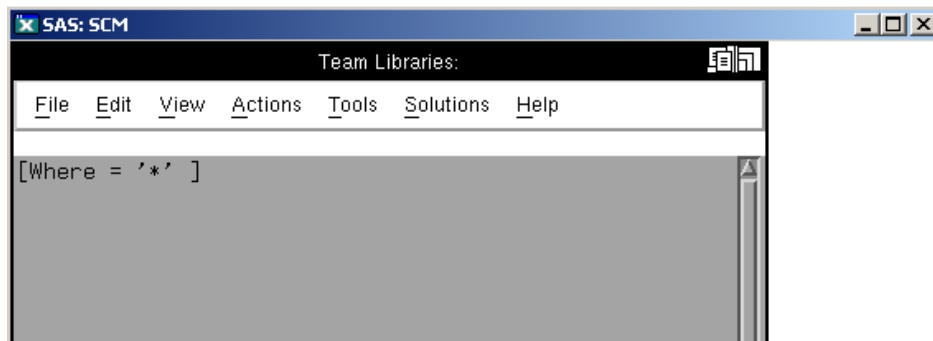 SAS: SCM
Team Libraries:
File Edit View Actions Tools Solutions Help
[Where = '*' ]